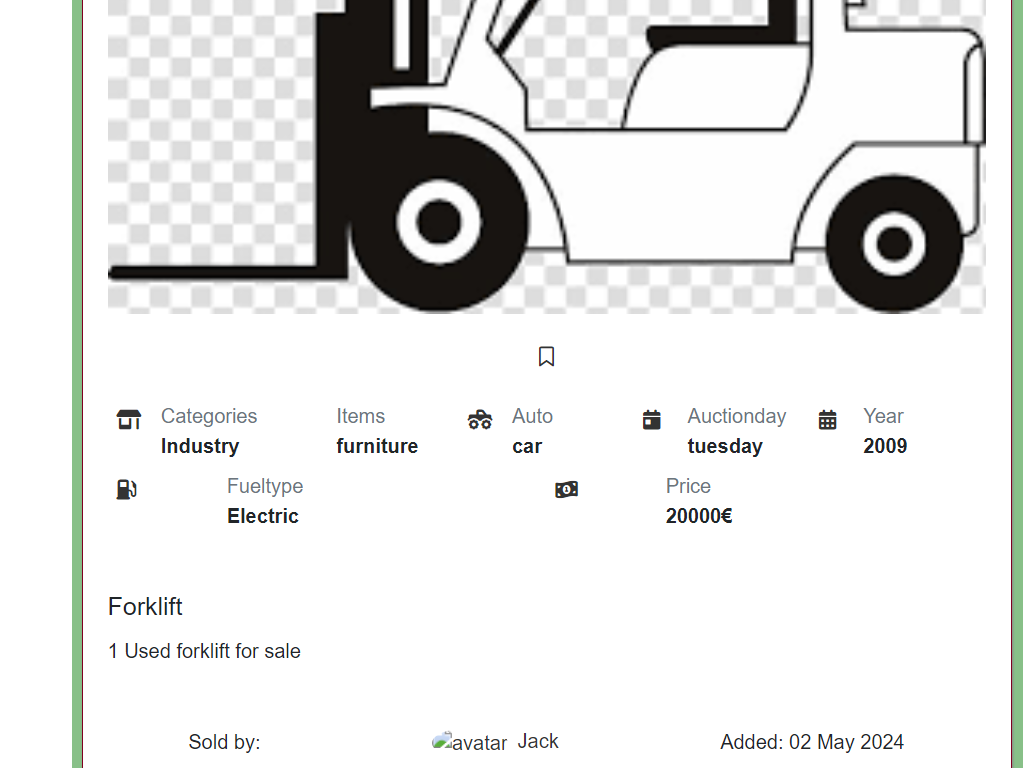 Categories Items Auto Auctionday Year
Industry furniture car tuesday 2009
Fueltype Price
Electric 20000€
Forklift
1 Used forklift for sale
Sold by: avatar Jack Added: 02 May 2024